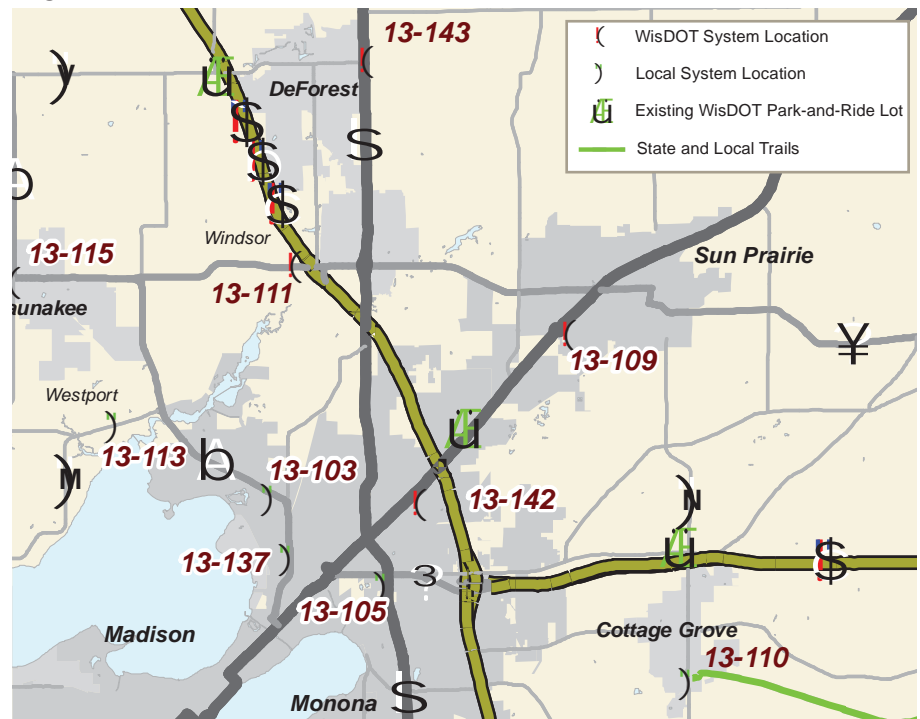 13-143
DeForest
WisDOT System Location
Local System Location
Existing WisDOT Park-and-Ride Lot
State and Local Trails
Windsor
13-115
13-111
Sun Prairie
aunakee
13-109
Westport
13-113
13-103
13-142
M
N
13-137
3
13-105
Madison
Cottage Grove
13-110
Monona